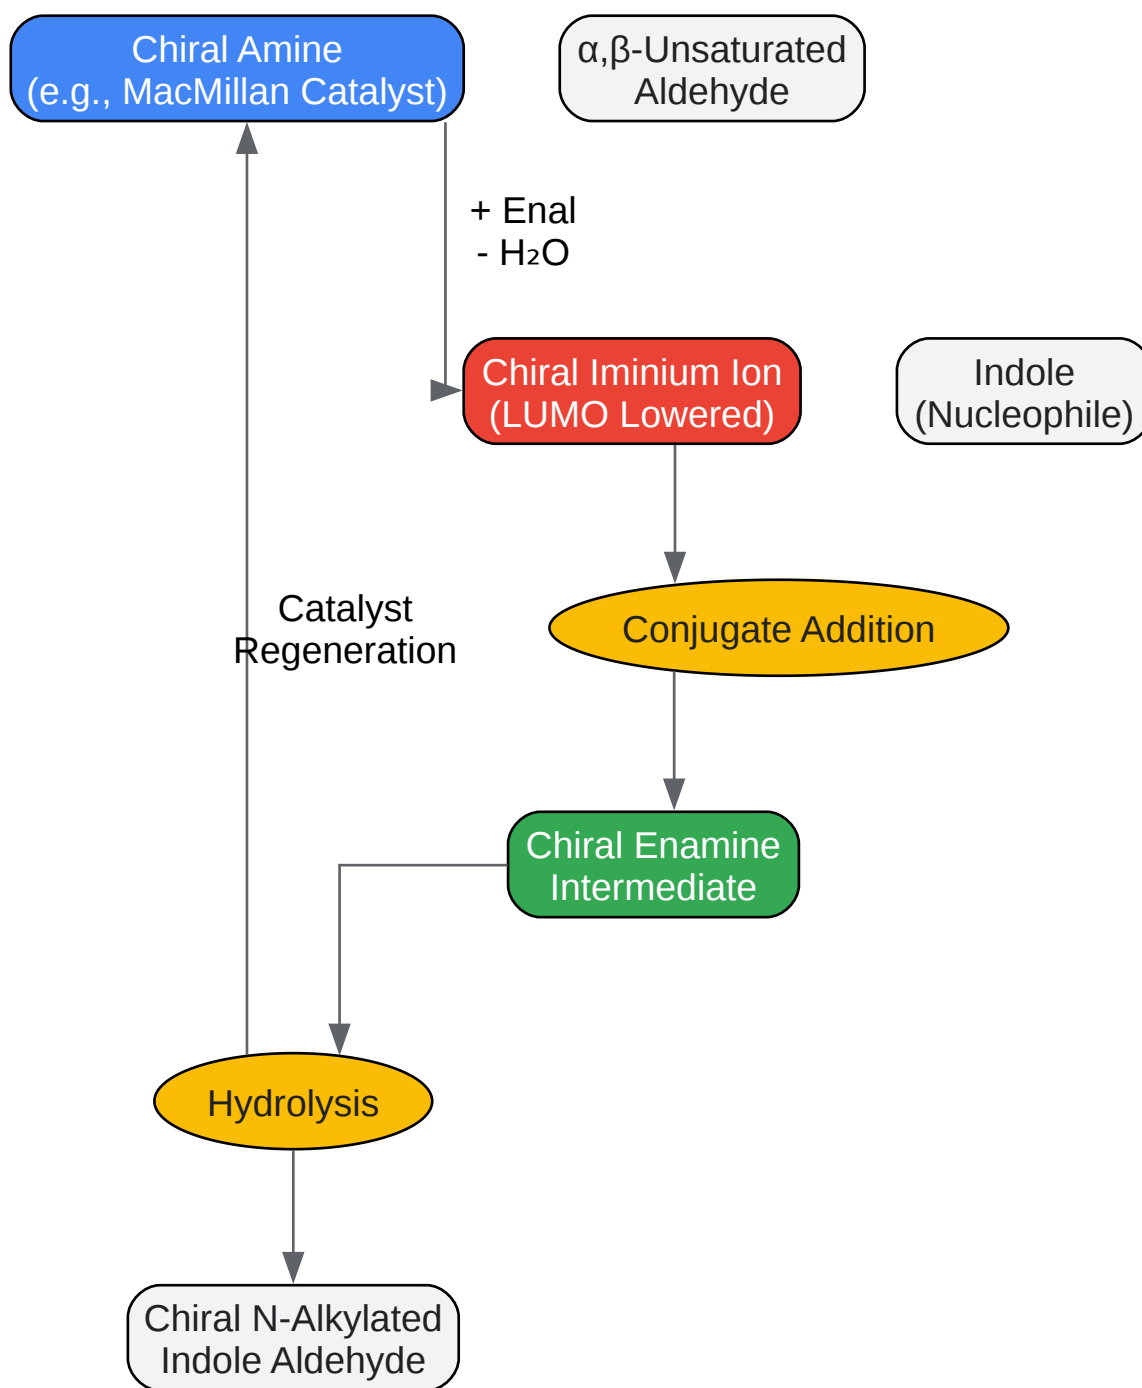 Chiral Amine
(e.g., MacMillan Catalyst)
α,β-Unsaturated
Aldehyde
+ Enal
- H₂O
Chiral Iminium Ion
(LUMO Lowered)
Indole
(Nucleophile)
Catalyst
Regeneration
Conjugate Addition
Chiral Enamine
Intermediate
Hydrolysis
Chiral N-Alkylated
Indole Aldehyde